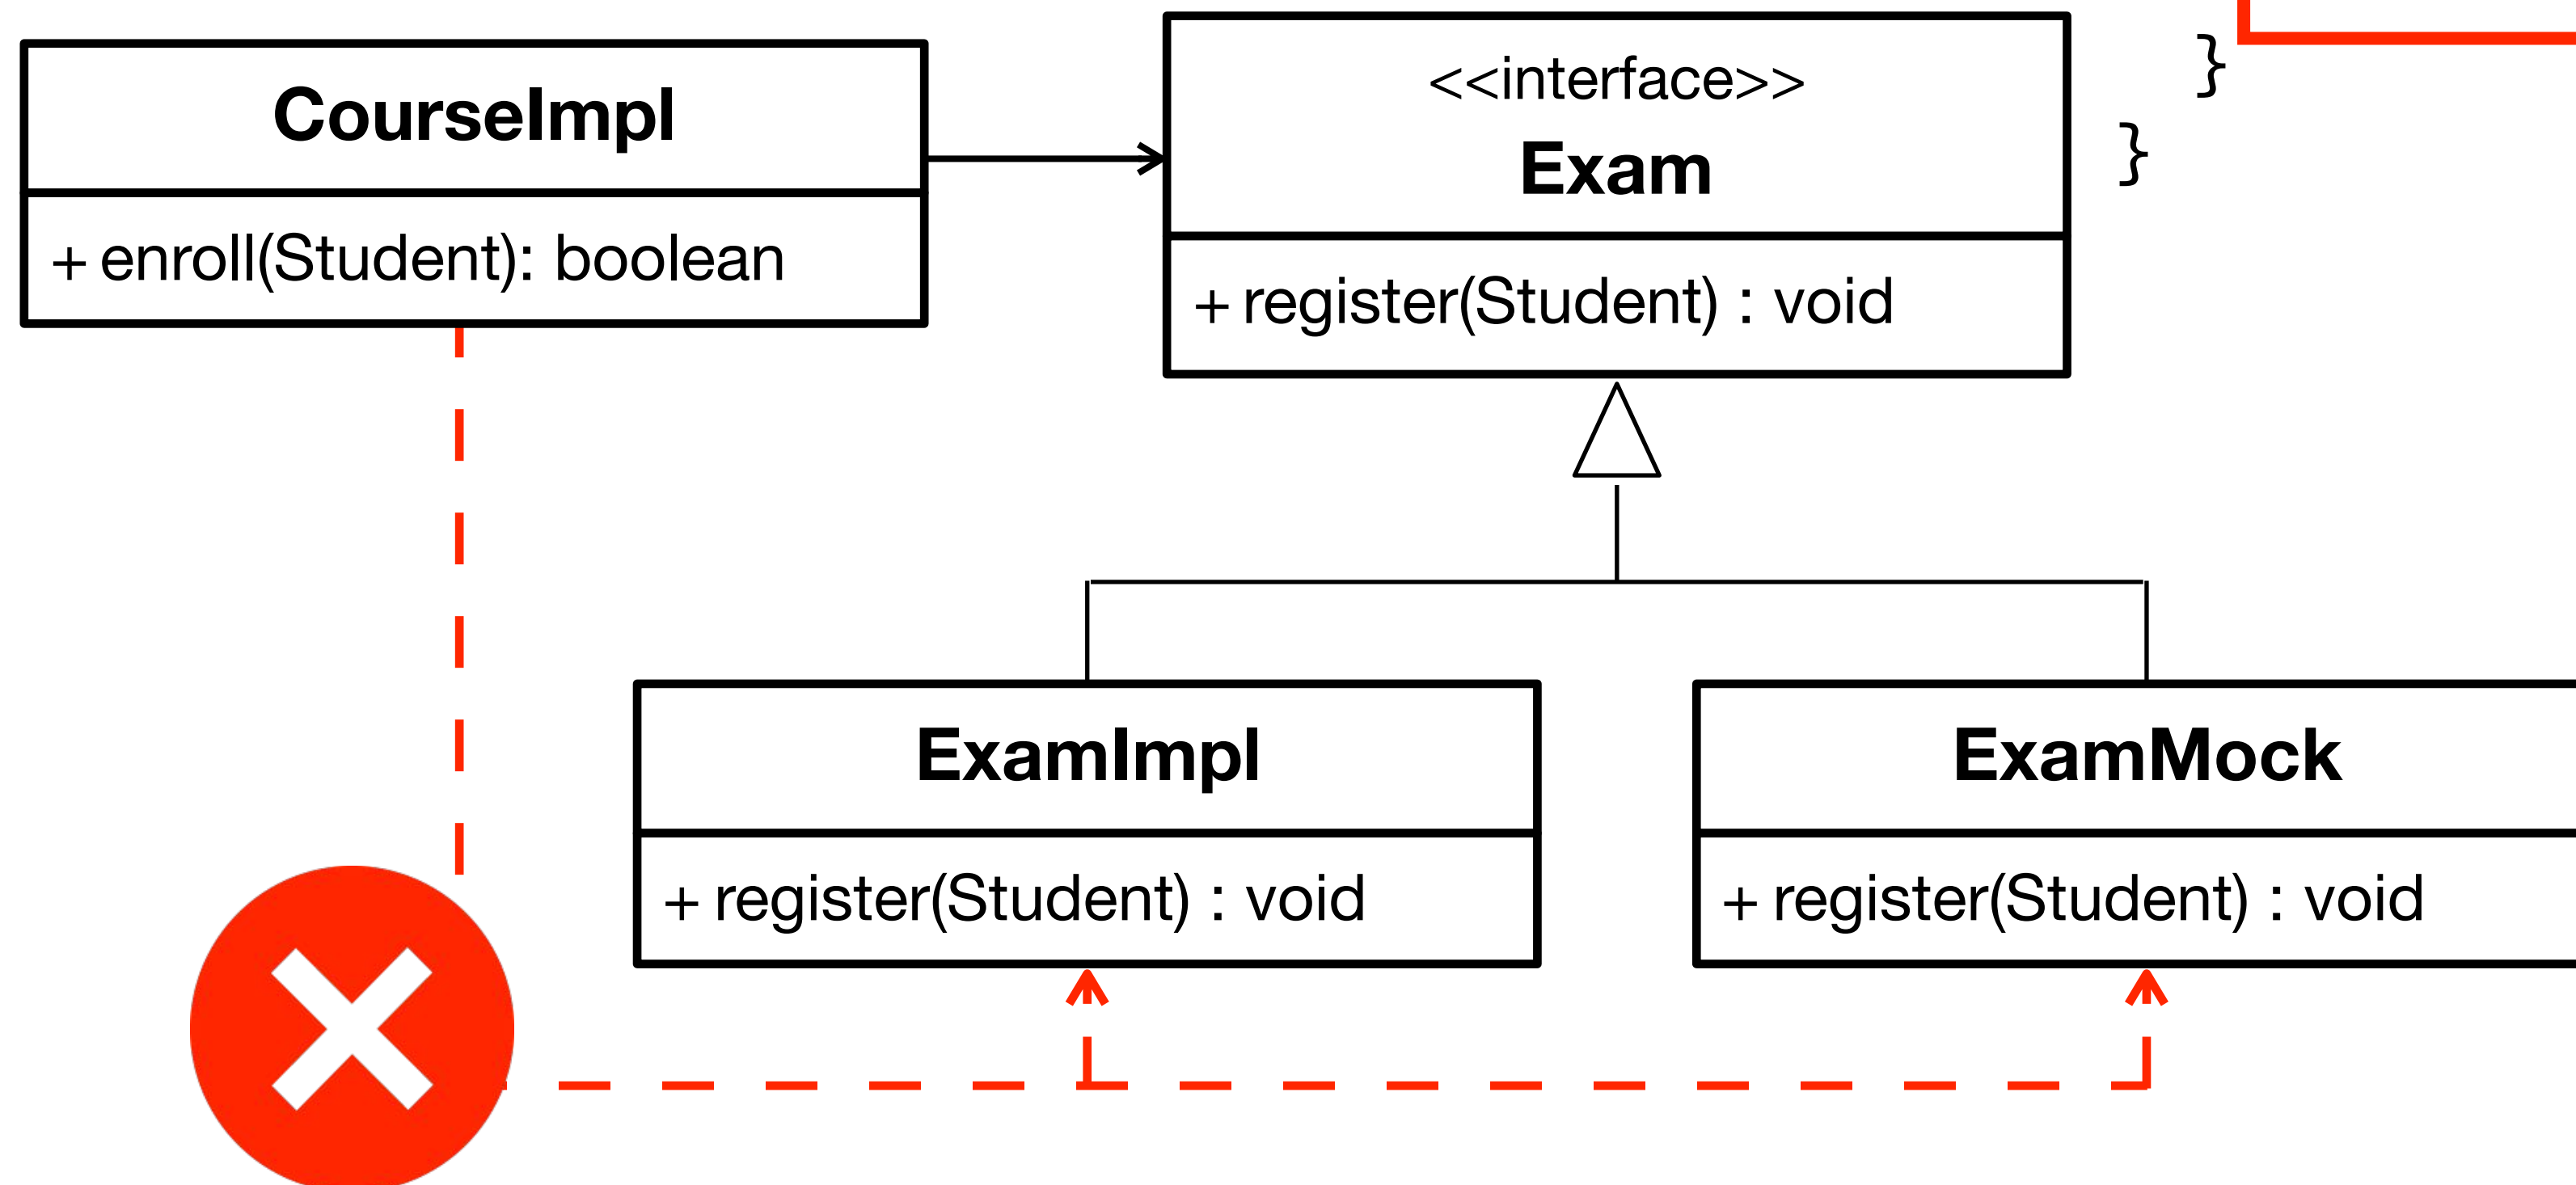 CourseImpl
+ enroll(Student): boolean
<<interface>>
Exam
+ register(Student) : void
}
}
ExamImpl
+ register(Student) : void
ExamMock
+ register(Student) : void